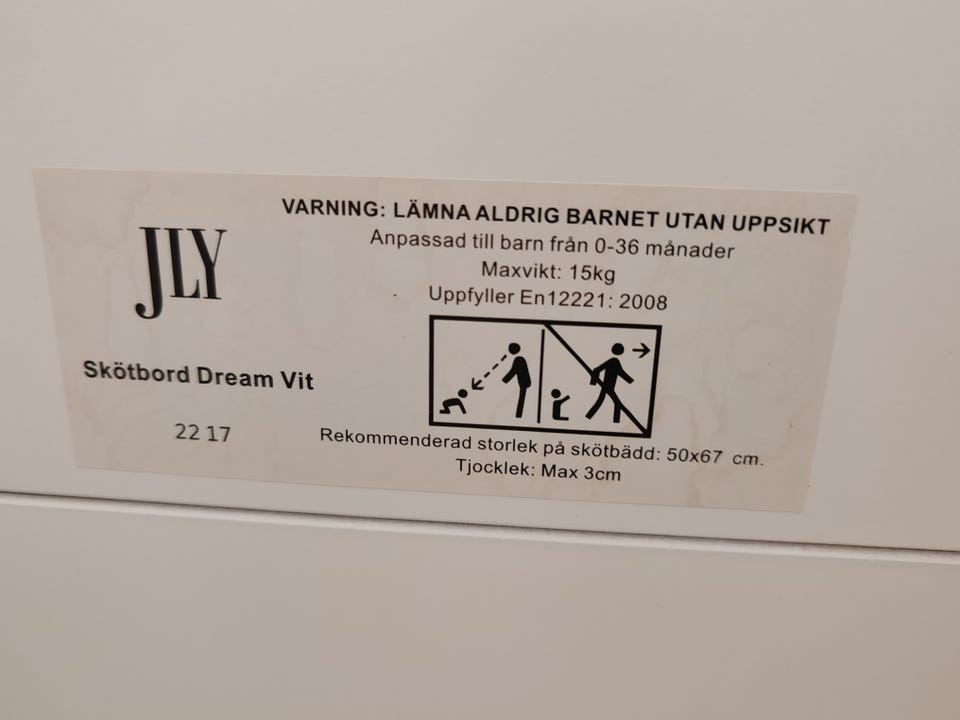 JLY
Skötbord Dream Vit
22 17
VARNING: LÄMNA ALDRIG BARNET UTAN UPPSIKT
Anpassad till barn från 0-36 månader
Maxvikt: 15kg
Uppfyller En12221: 2008
Rekommenderad storlek på skötbädd: 50x67 cm.
Tjocklek: Max 3cm